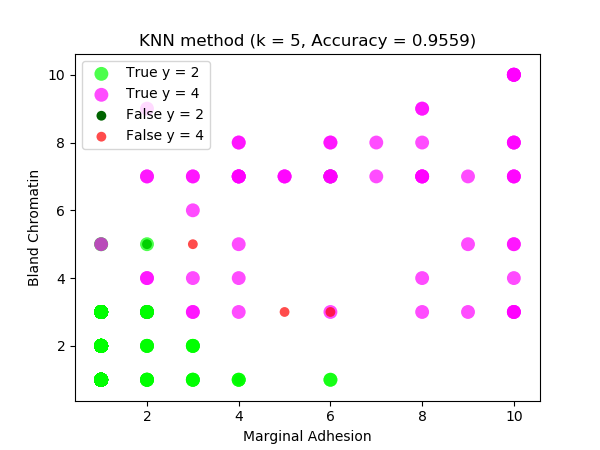 KNN method (k = 5, Accuracy = 0.9559)
True y = 2
True y = 4
False y = 2
False y = 4
10
8
6
4
2
Bland Chromatin
2
4
6
8
10
Marginal Adhesion